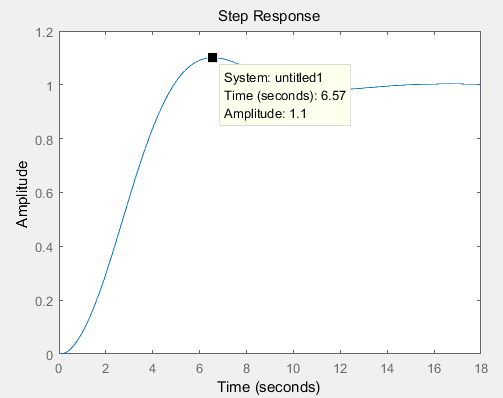 Step Response
1.2
1
0.8
0.6
0.4
0.2
0
Amplitude
System: untitled1
Time (seconds): 6.57
Amplitude: 1.1
0 2 4 6 8 10 12 14 16 18
Time (seconds)